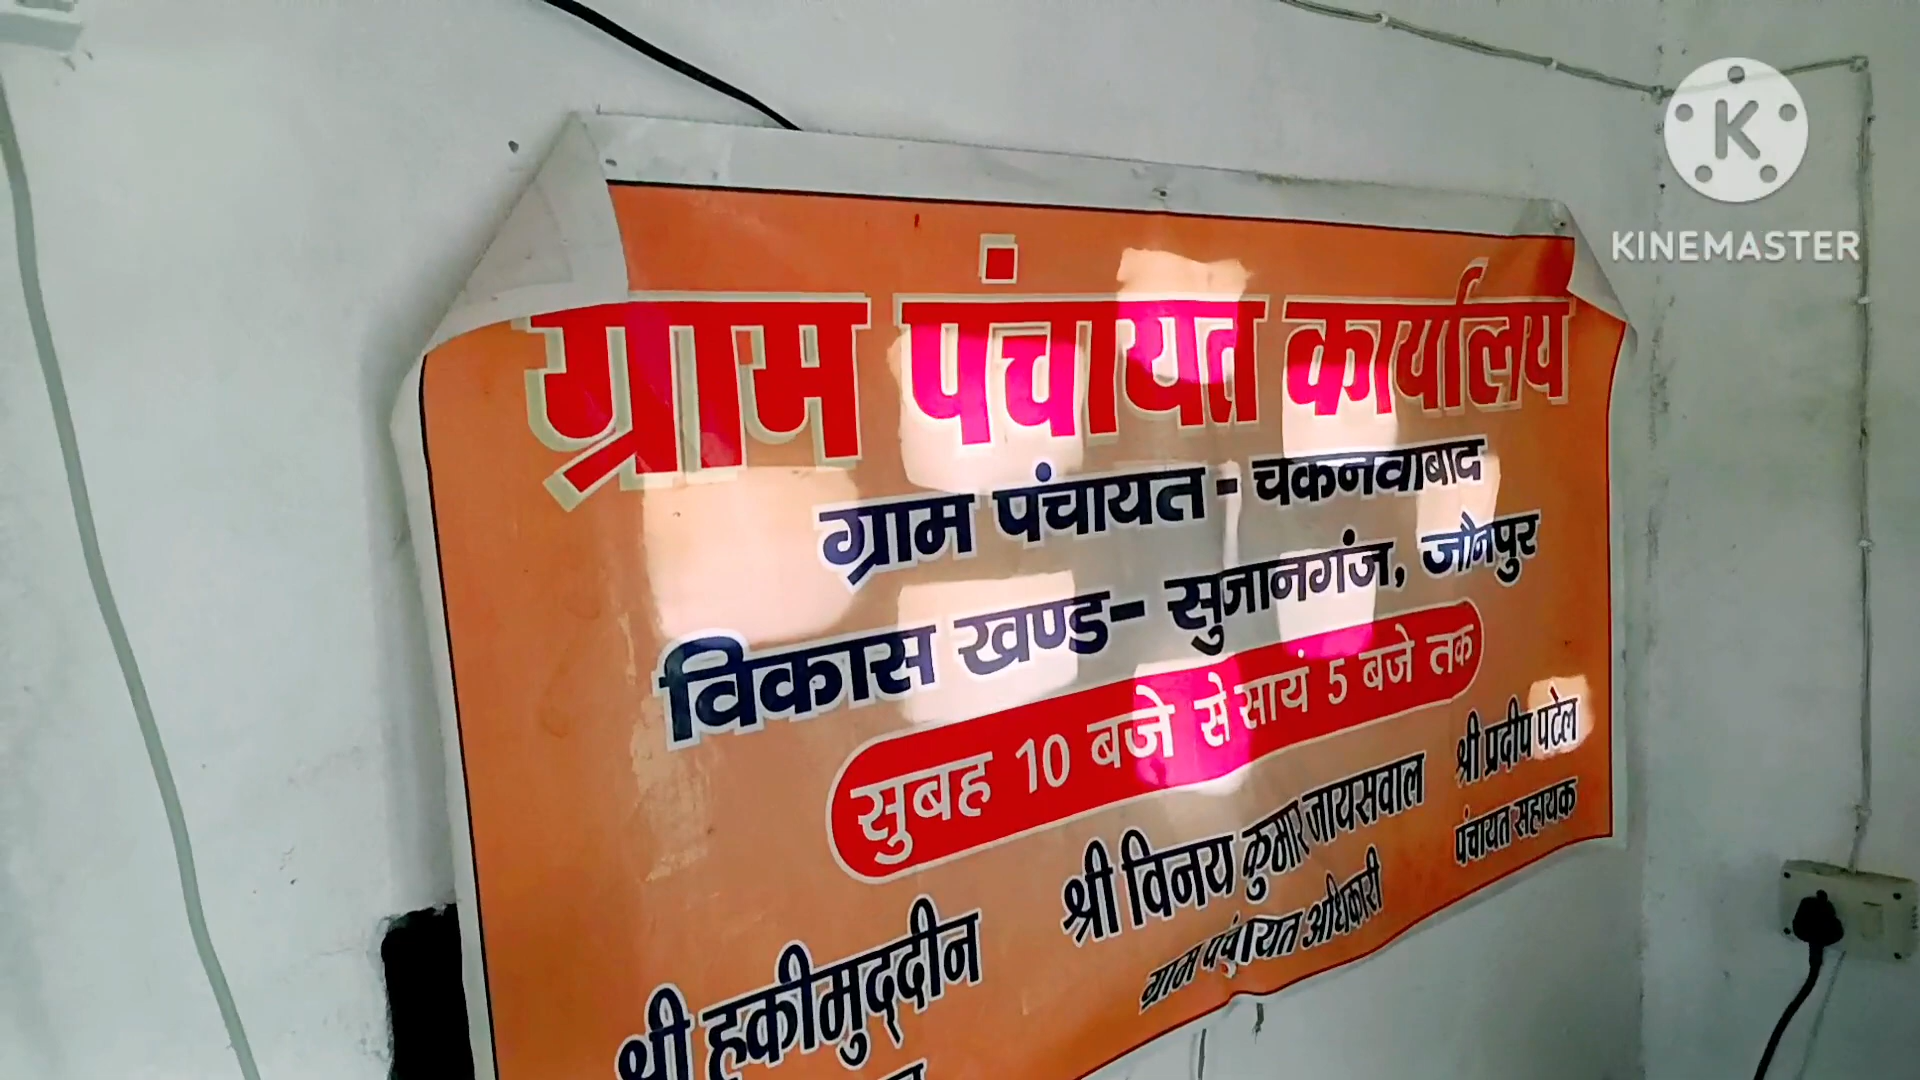 ग्राम पंचायत कार्यालय
ग्राम पंचायत - चकनवाबाद
विकास खण्ड- सुजानगंज, जौनपुर
सुबह 10 बजे से सायं 5 बजे तक
श्री हकीमुद्दीन
श्री विनय कुमार जायसवाल
ग्राम पंचायत अधिकारी
श्री प्रदीप पटेल
पंचायत सहायक
K
KINEMASTER